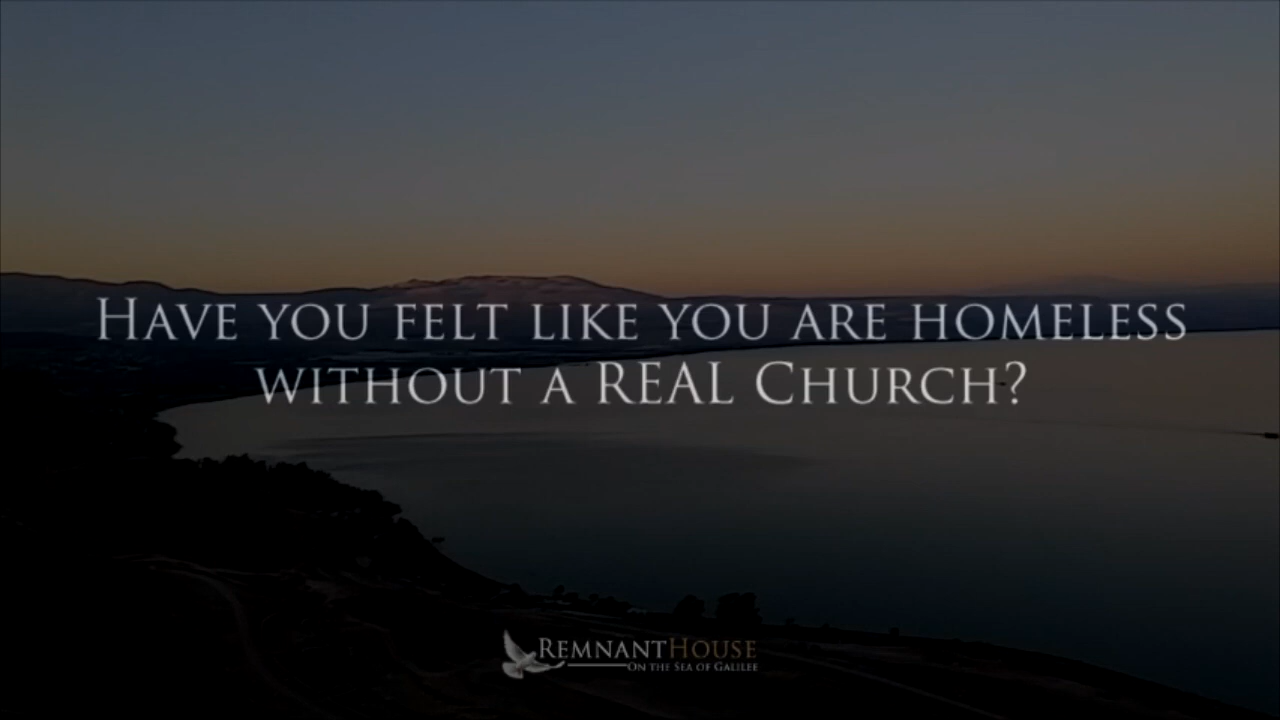 Have you felt like you are homeless
without a REAL Church?
RemnantHouse
On the Sea of Galilee